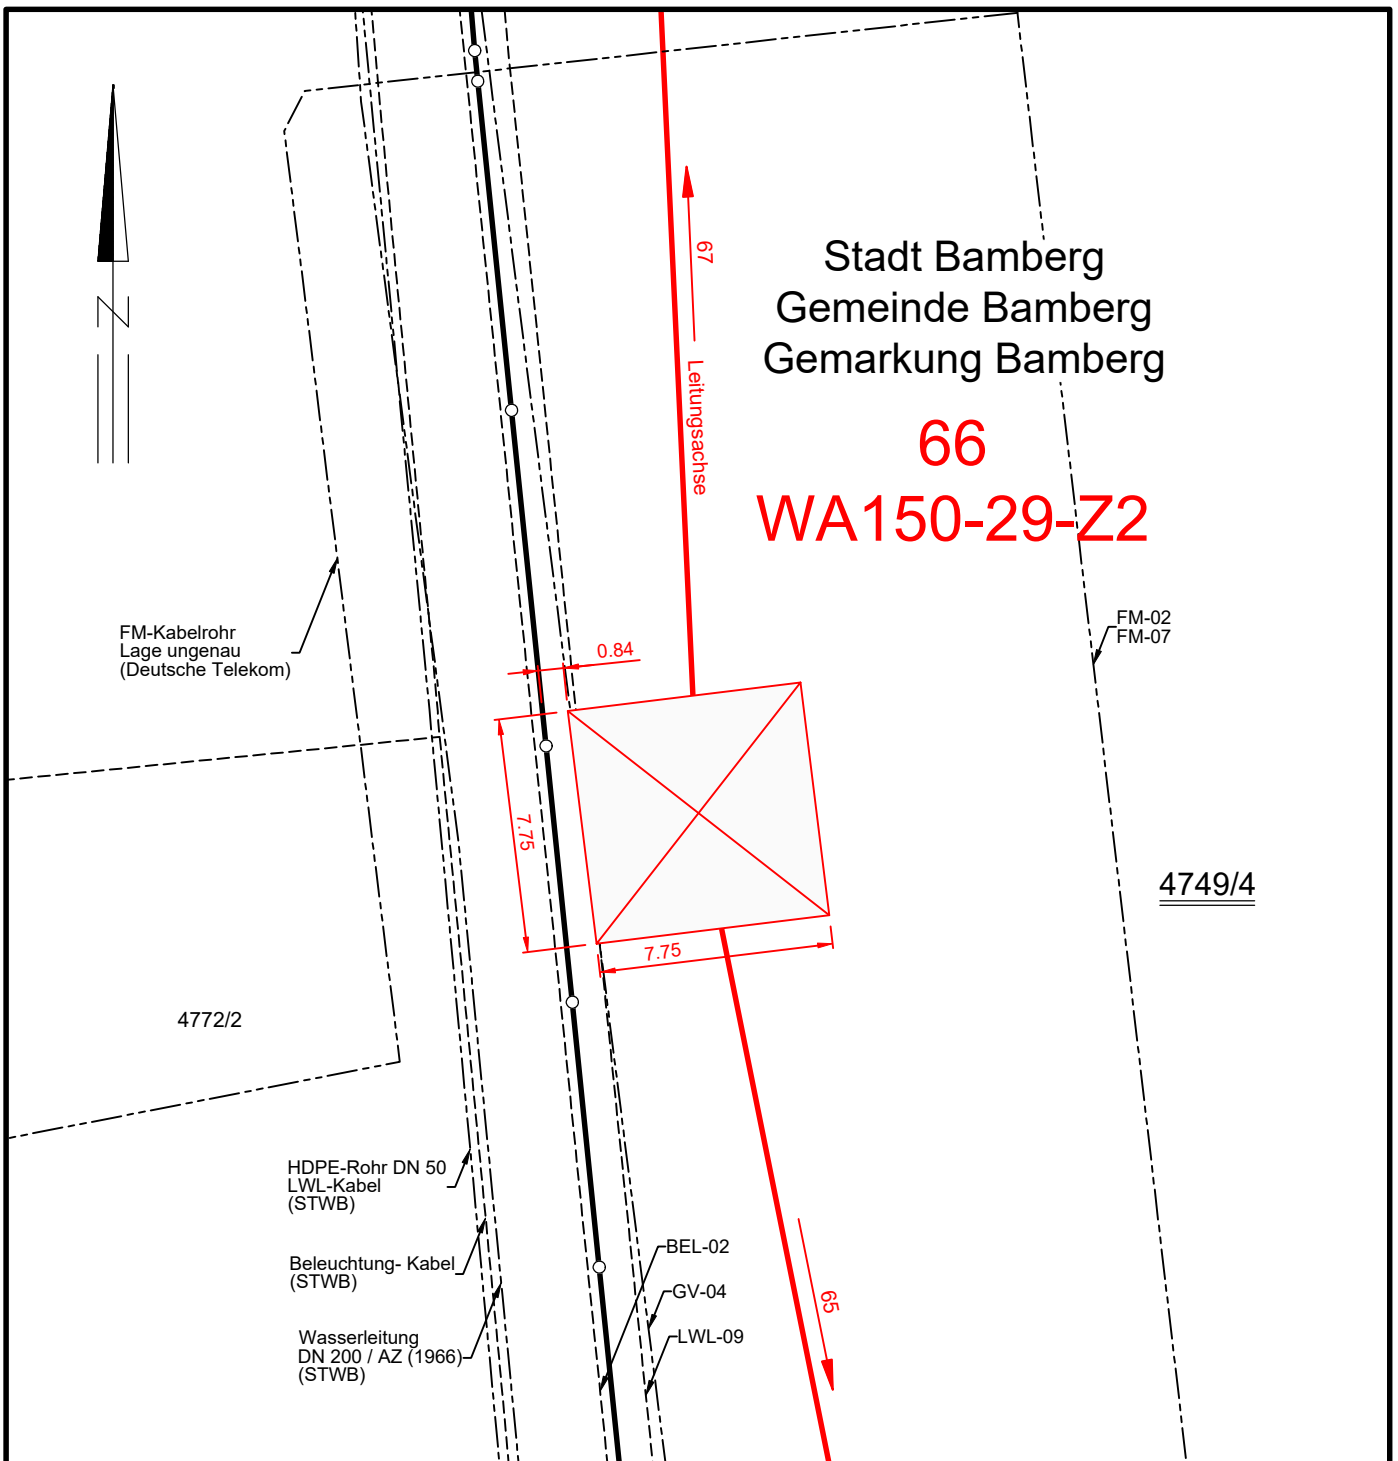 67
Leitungsachse
Stadt Bamberg
Gemeinde Bamberg
Gemarkung Bamberg
66
WA150-29-Z2
FM-Kabelrohr
Lage ungenau
(Deutsche Telekom)
FM-02
FM-07
0.84
7.75
7.75
4749/4
4772/2
HDPE-Rohr DN 50
LWL-Kabel
(STWB)
Beleuchtung- Kabel
(STWB)
Wasserleitung
DN 200 / AZ (1966)
(STWB)
BEL-02
GV-04
LWL-09
65